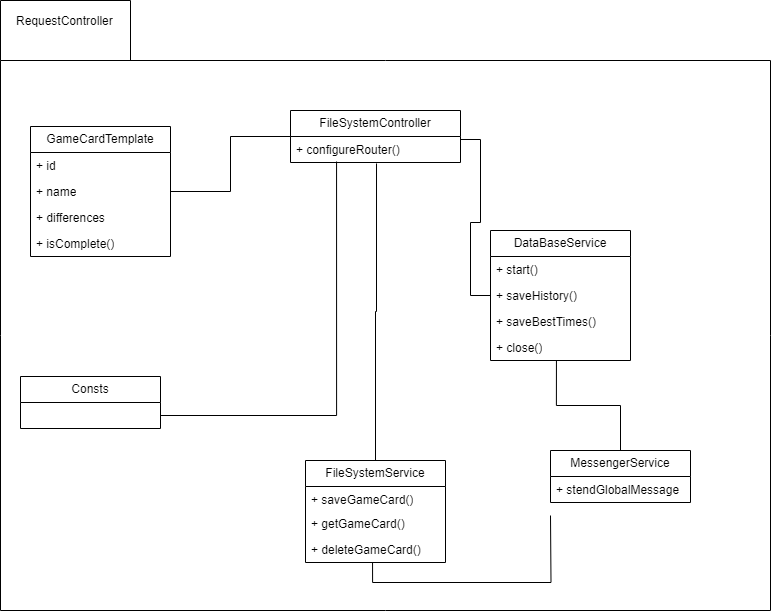 RequestController
FileSystemController
+ configureRouter()
GameCardTemplate
+ id
+ name
+ differences
+ isComplete()
DataBaseService
+ start()
+ saveHistory()
+ saveBestTimes()
+ close()
Consts
FileSystemService
+ saveGameCard()
+ getGameCard()
+ deleteGameCard()
MessengerService
+ stendGlobalMessage